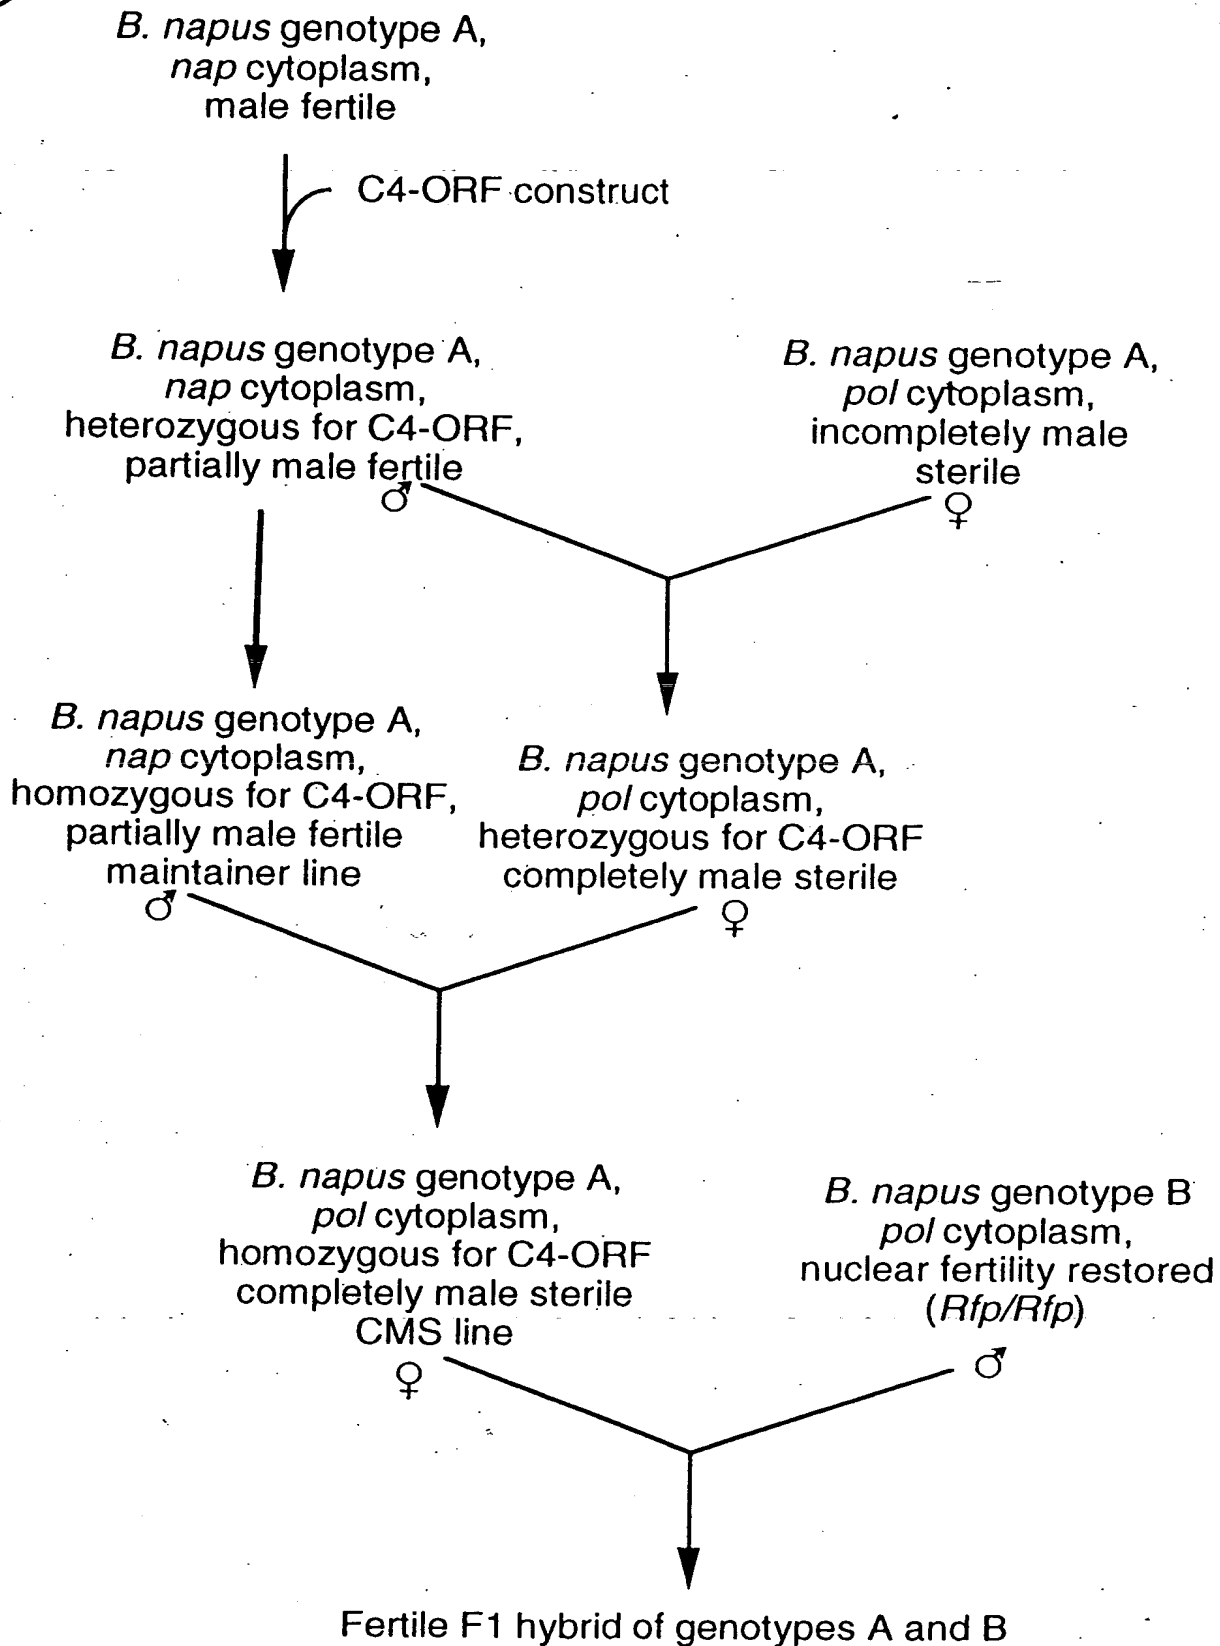 B. napus genotype A,
nap cytoplasm,
male fertile
C4-ORF construct
B. napus genotype A,
nap cytoplasm,
heterozygous for C4-ORF,
partially male fertile
♂
B. napus genotype A,
pol cytoplasm,
incompletely male
sterile
♀
B. napus genotype A,
nap cytoplasm,
homozygous for C4-ORF,
partially male fertile
maintainer line
♂
B. napus genotype A,
pol cytoplasm,
heterozygous for C4-ORF
completely male sterile
♀
B. napus genotype A,
pol cytoplasm,
homozygous for C4-ORF
completely male sterile
CMS line
♀
B. napus genotype B
pol cytoplasm,
nuclear fertility restored
(Rfp/Rfp)
♂
Fertile F1 hybrid of genotypes A and B